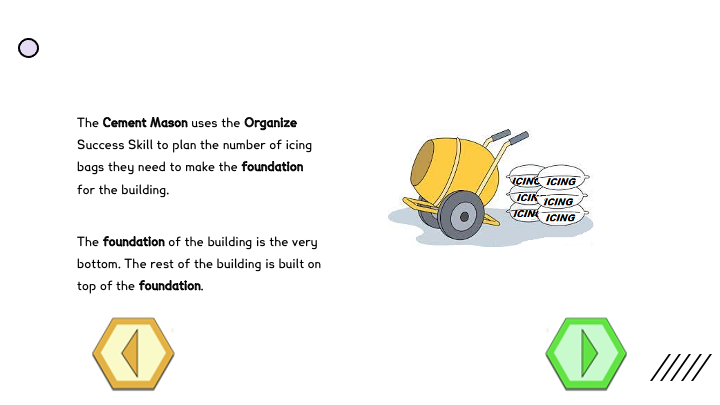 The Cement Mason uses the Organize
Success Skill to plan the number of icing
bags they need to make the foundation
for the building.
The foundation of the building is the very
bottom. The rest of the building is built on
top of the foundation.
ICING ICING
ICIN ICING
ICING ICING